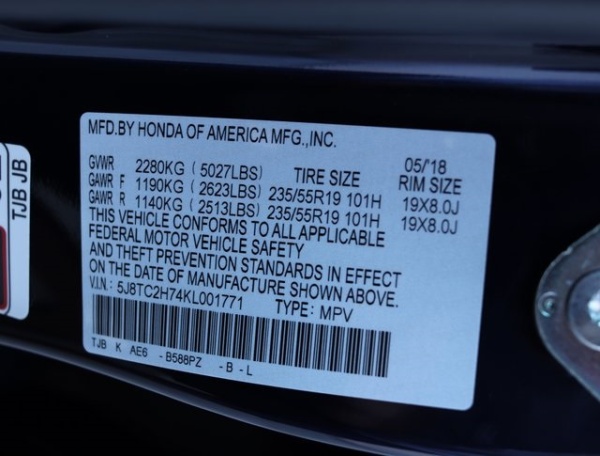 MFD.BY HONDA OF AMERICA MFG.,INC.
05/'18
GVWR 2280KG (5027LBS) TIRE SIZE RIM SIZE
GAWR F 1190KG (2623LBS) 235/55R19 101H 19X8.0J
GAWR R 1140KG (2513LBS) 235/55R19 101H 19X8.0J
THIS VEHICLE CONFORMS TO ALL APPLICABLE
FEDERAL MOTOR VEHICLE SAFETY
AND THEFT PREVENTION STANDARDS IN EFFECT
ON THE DATE OF MANUFACTURE SHOWN ABOVE.
V.I.N.: 5J8TC2H74KL001771 TYPE: MPV
TJB K AE6 -B588PZ -B-L
TJB JB